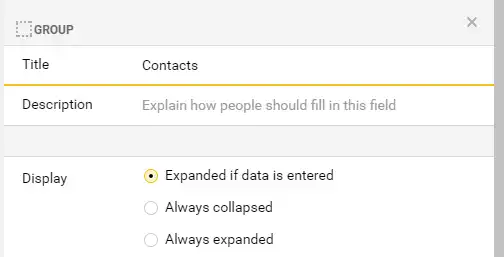 GROUP
Title Contacts
Description Explain how people should fill in this field
Display Expanded if data is entered
Always collapsed
Always expanded